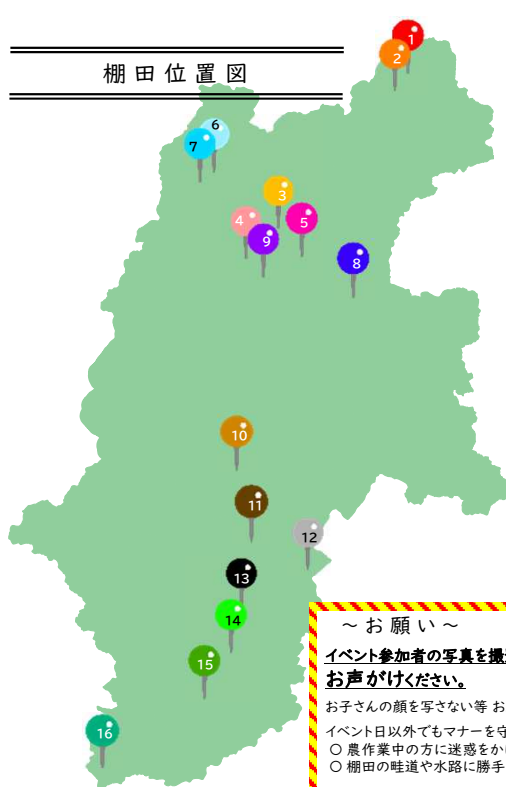 棚田位置図
1
2
6
7
3
4
5
9
8
10
11
12
13
14
15
16
～お願い～
イベント参加者の写真を撮
お声がけください。
お子さんの顔を写さない等 お
イベント日以外でもマナーを守
○ 農作業中の方に迷惑をか
○ 棚田の畦道や水路に勝手